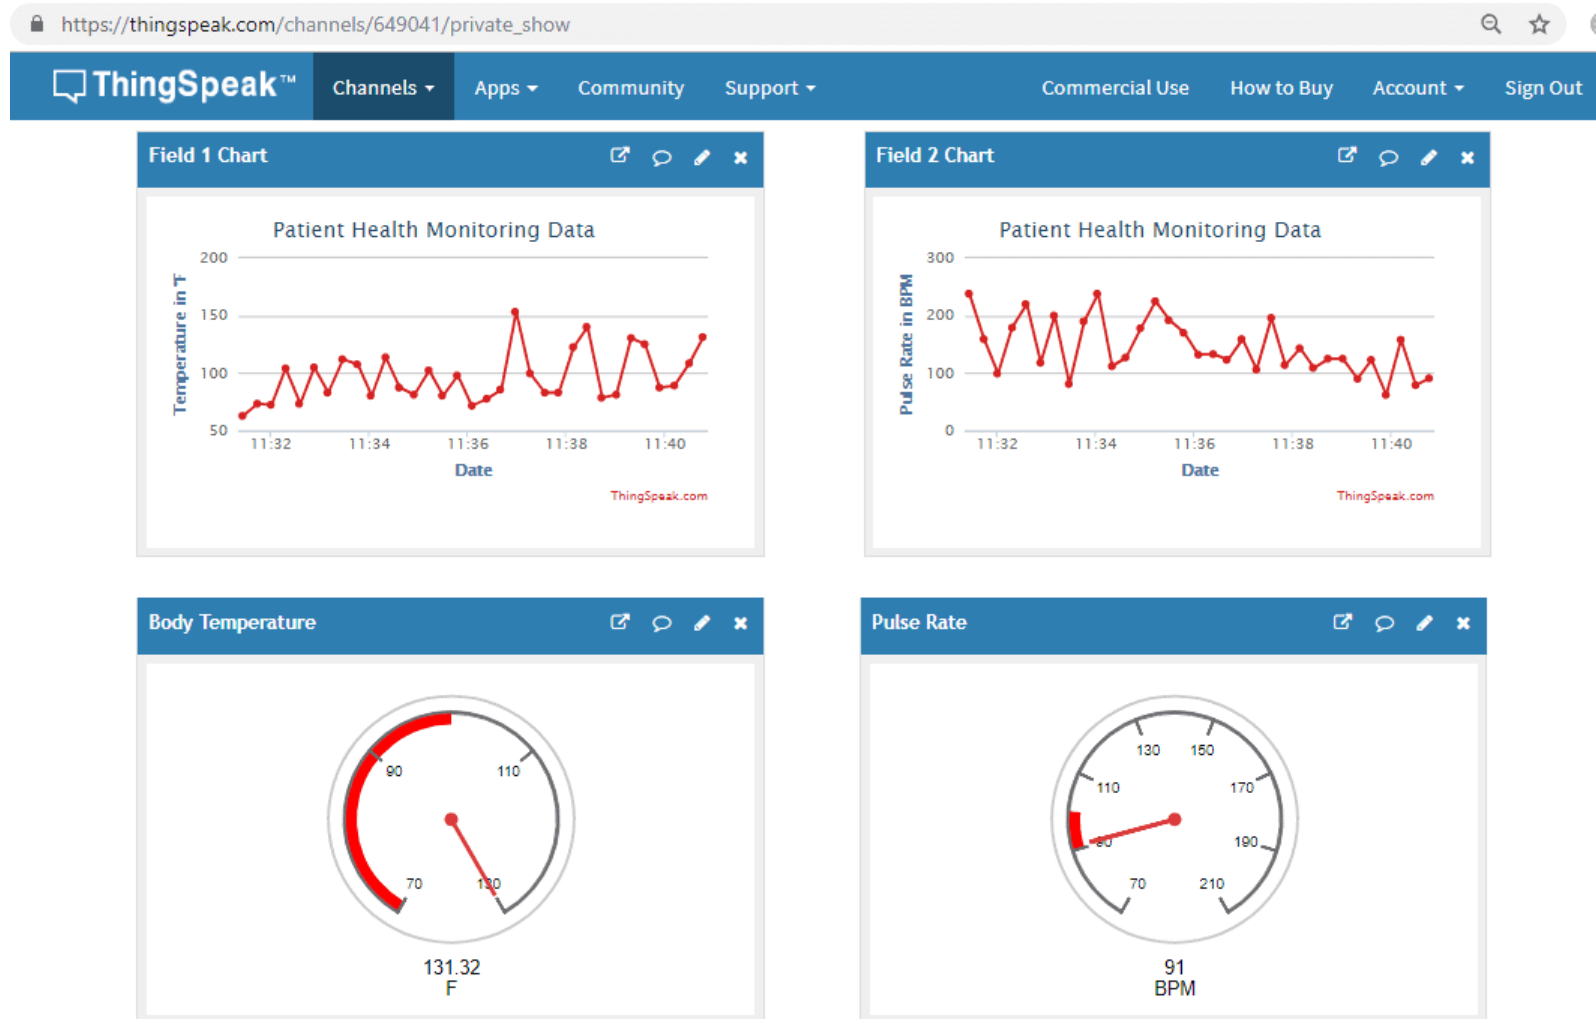 https://thingspeak.com/channels/649041/private_show
ThingSpeak™ Channels Apps Community Support Commercial Use How to Buy Account Sign Out
Field 1 Chart
Patient Health Monitoring Data
Temperature in °F
200
150
100
50
11:32 11:34 11:36 11:38 11:40
Date
ThingSpeak.com
Field 2 Chart
Patient Health Monitoring Data
Pulse Rate in BPM
300
200
100
0
11:32 11:34 11:36 11:38 11:40
Date
ThingSpeak.com
Body Temperature
90 110
70 130
131.32
F
Pulse Rate
130 150
110 170
90 190
70 210
91
BPM